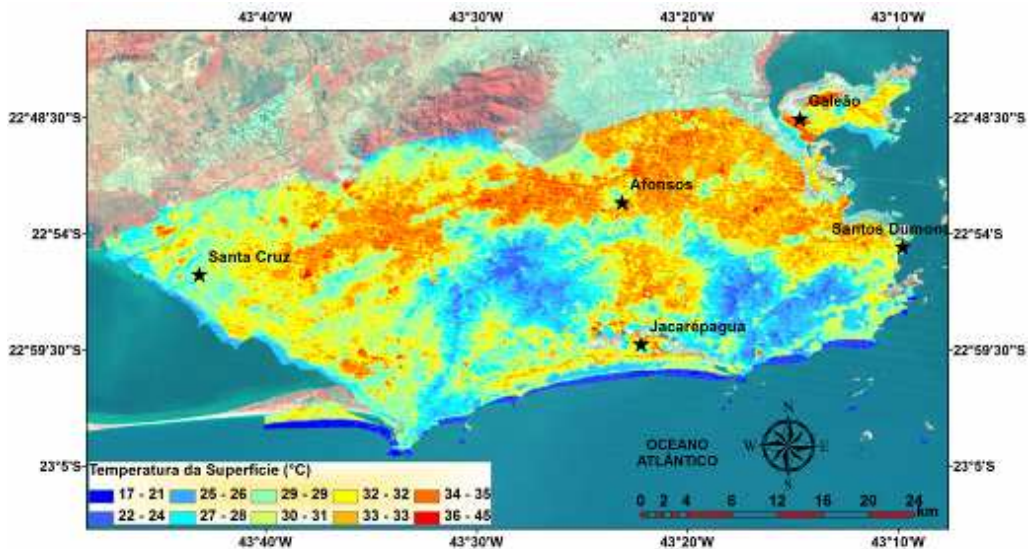 43°40'W 43°30'W 43°20'W 43°10'W
Galeão
22°48'30"S 22°48'30"S
Afonsos
22°54'S Santos Dumont 22°54'S
Santa Cruz
Jacarépagua
22°59'30"S 22°59'30"S
N
OCEANO W E
ATLÂNTICO
S
23°5'S 23°5'S
Temperatura da Superfície (°C)
17 - 21 25 - 26 29 - 29 32 - 32 34 - 35
22 - 24 27 - 28 30 - 31 33 - 33 36 - 45
0 2 4 8 12 16 20 24
km
43°40'W 43°30'W 43°20'W 43°10'W